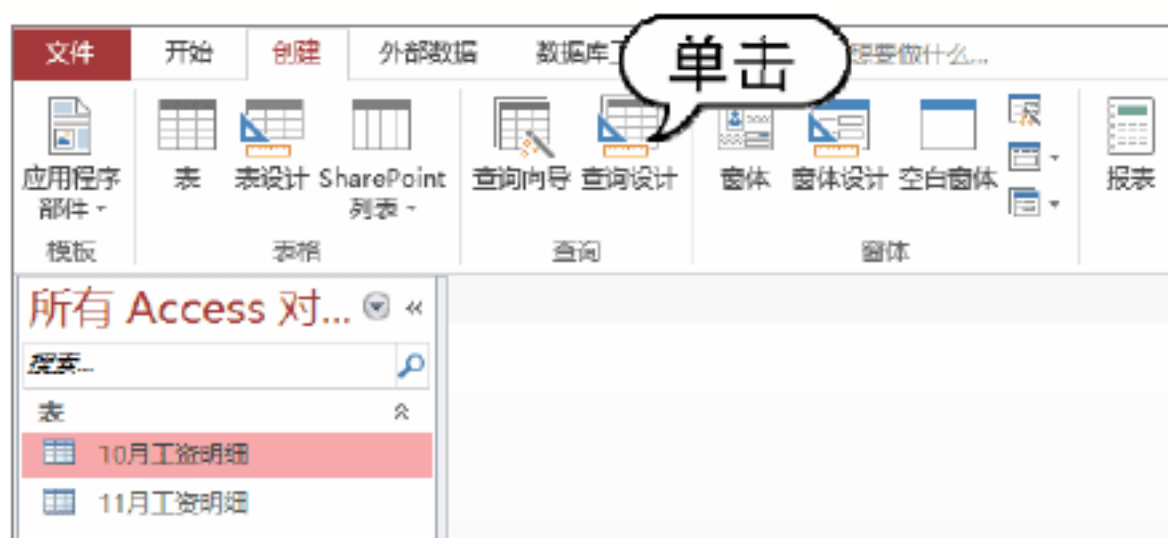 文件 开始 创建 外部数据 数据库工 单击 想要做什么...
应用程序 表 表设计 SharePoint 查询向导 查询设计 窗体 窗体设计 空白窗体 报表
部件 列表
模板 表格 查询 窗体
所有 Access 对... «
搜索...
表
10月工资明细
11月工资明细